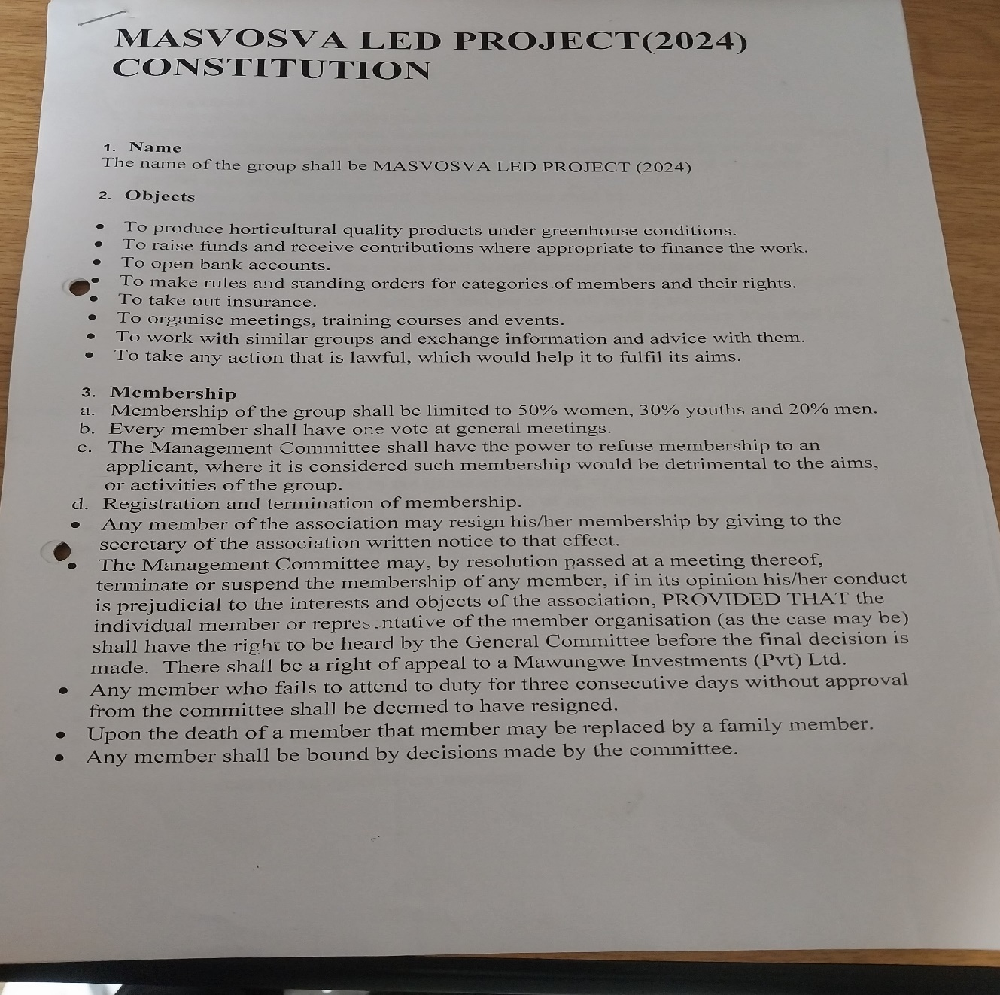 MASVOSVA LED PROJECT(2024)
CONSTITUTION
1. Name
The name of the group shall be MASVOSVA LED PROJECT (2024)
2. Objects
• To produce horticultural quality products under greenhouse conditions.
• To raise funds and receive contributions where appropriate to finance the work.
• To open bank accounts.
• To make rules and standing orders for categories of members and their rights.
• To take out insurance.
• To organise meetings, training courses and events.
• To work with similar groups and exchange information and advice with them.
• To take any action that is lawful, which would help it to fulfil its aims.
3. Membership
a. Membership of the group shall be limited to 50% women, 30% youths and 20% men.
b. Every member shall have one vote at general meetings.
c. The Management Committee shall have the power to refuse membership to an
applicant, where it is considered such membership would be detrimental to the aims,
or activities of the group.
d. Registration and termination of membership.
• Any member of the association may resign his/her membership by giving to the
secretary of the association written notice to that effect.
• The Management Committee may, by resolution passed at a meeting thereof,
terminate or suspend the membership of any member, if in its opinion his/her conduct
is prejudicial to the interests and objects of the association, PROVIDED THAT the
individual member or representative of the member organisation (as the case may be)
shall have the right to be heard by the General Committee before the final decision is
made. There shall be a right of appeal to a Mawungwe Investments (Pvt) Ltd.
• Any member who fails to attend to duty for three consecutive days without approval
from the committee shall be deemed to have resigned.
• Upon the death of a member that member may be replaced by a family member.
• Any member shall be bound by decisions made by the committee.